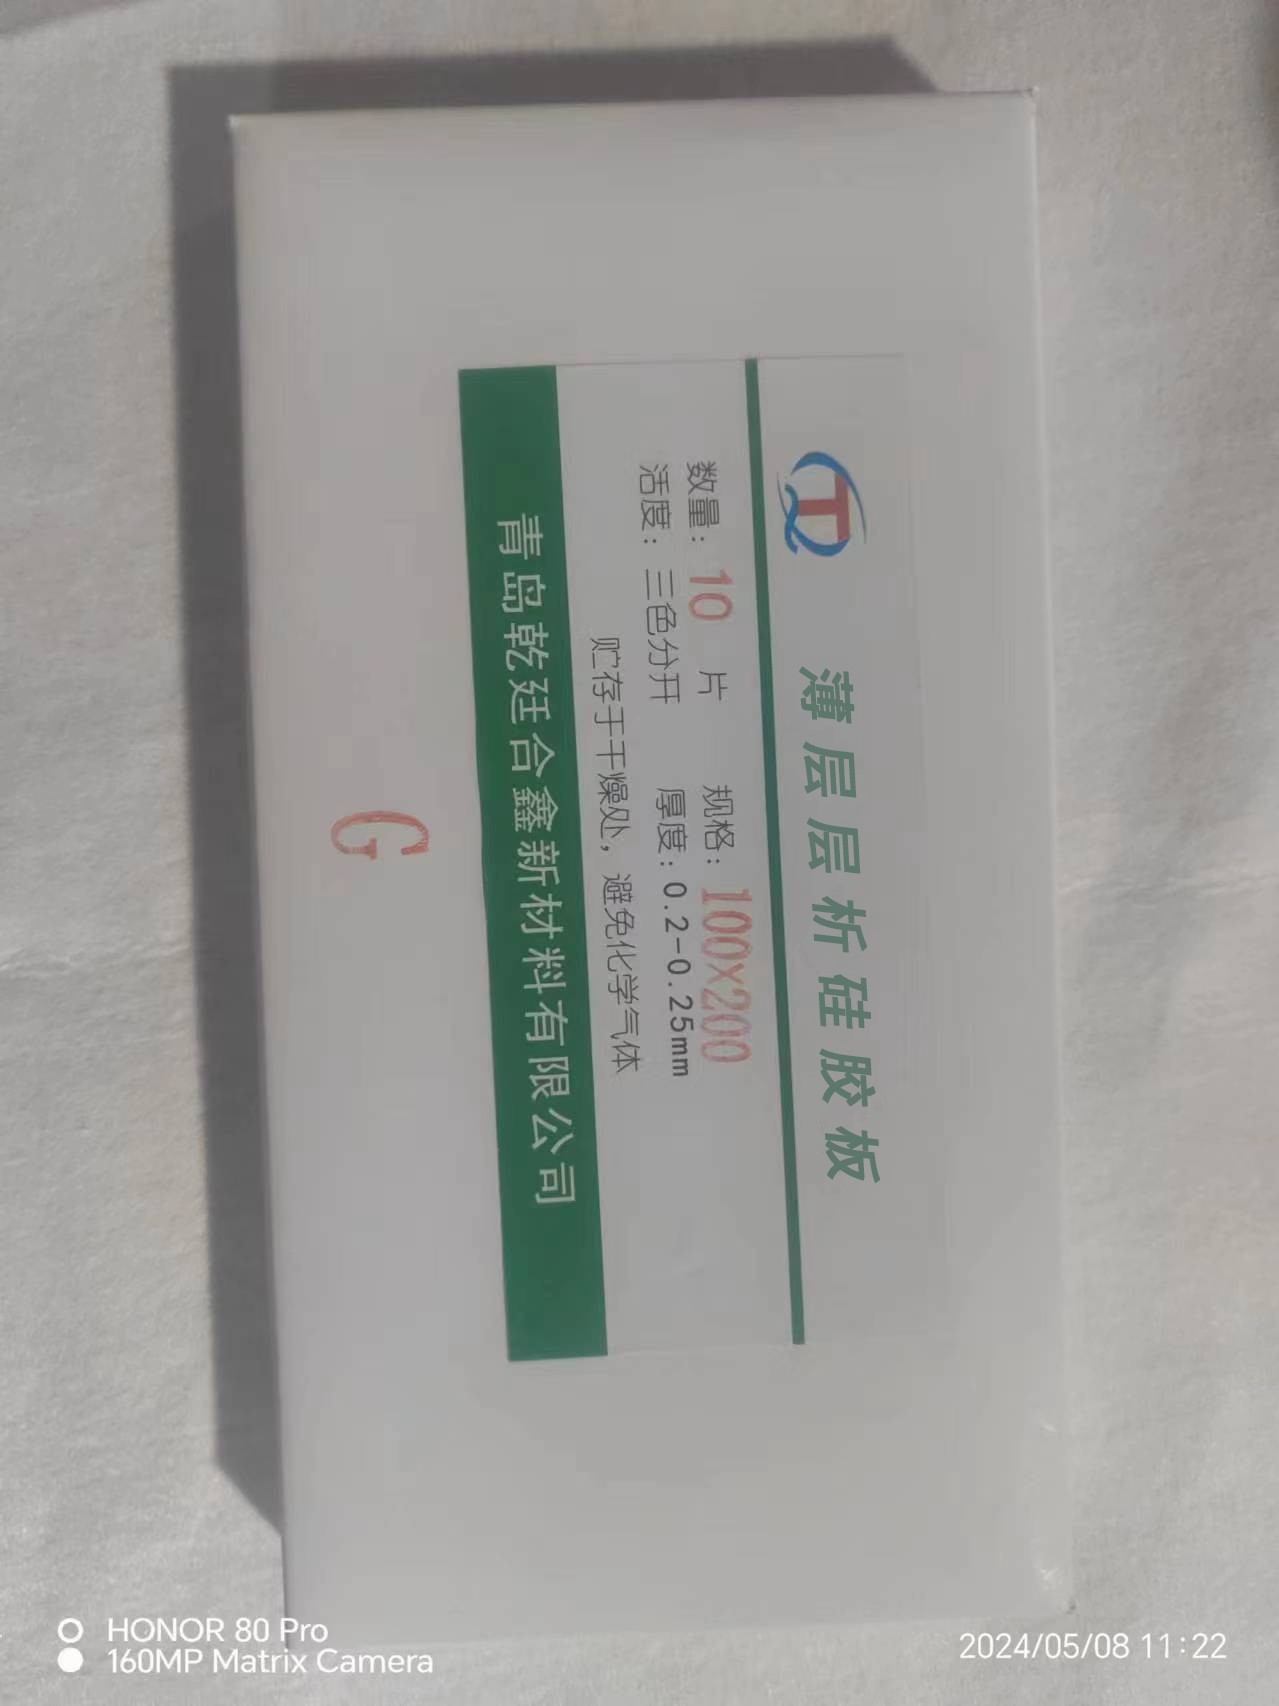 薄层层析硅胶板
数量：10 片 规格：100×200
活度：三色分开 厚度：0.2-0.25mm
贮存于干燥处，避免化学气体
青岛乾廷合鑫新材料有限公司
G
HONOR 80 Pro
160MP Matrix Camera
2024/05/08 11:22